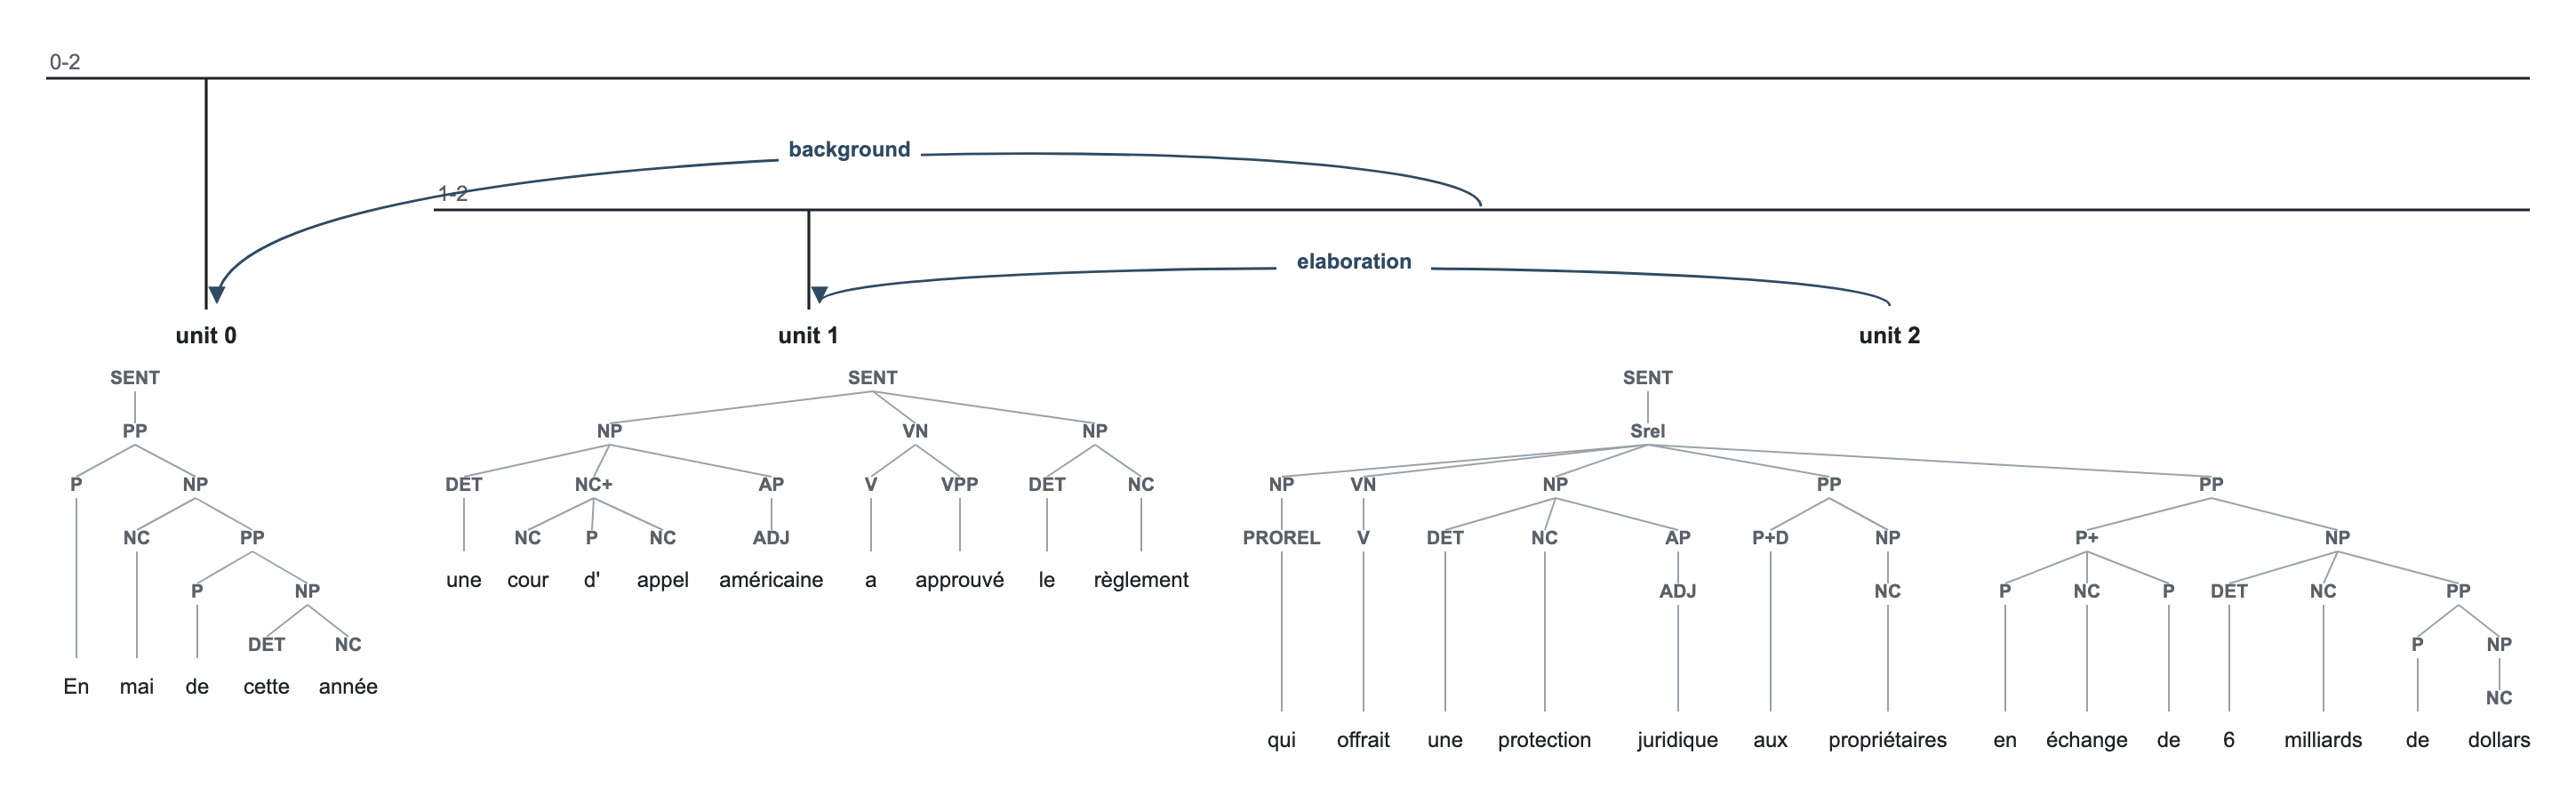 0-2
background
1-2
elaboration
unit 0 unit 1 unit 2
SENT SENT SENT
PP NP VN NP Srel
P NP DET NC+ AP V VPP DET NC NP VN NP PP PP
NC PP NC P NC ADJ PROREL V DET NC AP P+D NP P+ NP
une cour d' appel américaine a approuvé le règlement
P NP ADJ NC P NC P DET NC PP
DET NC P NP
En mai de cette année
NC
qui offrait une protection juridique aux propriétaires en échange de 6 milliards de dollars